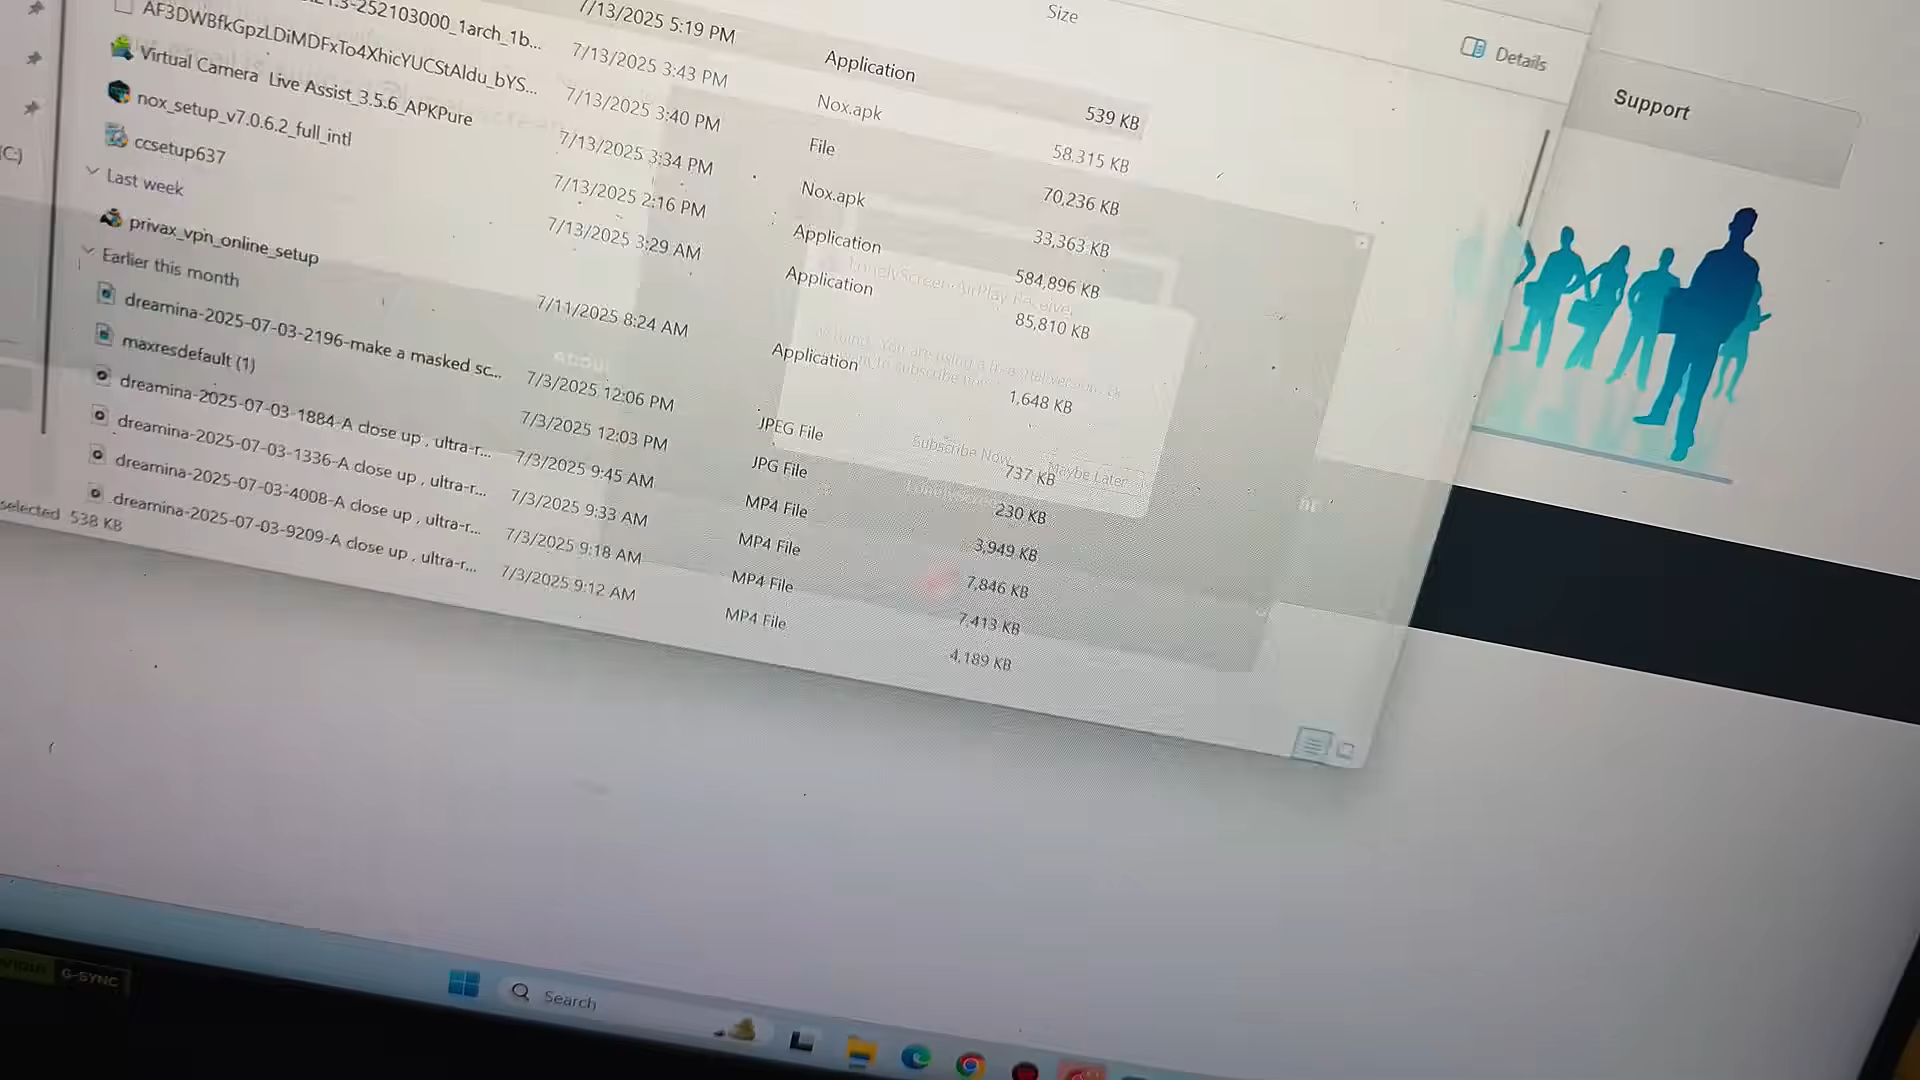 Size
Details
Support
7/13/2025 5:19 PM
Application
539 KB
-252103000_1arch_1b...
7/13/2025 3:43 PM
Nox.apk
58,315 KB
7/13/2025 3:40 PM
File
70,236 KB
Virtual Camera Live Assist_3.5.6_APKPure
7/13/2025 3:34 PM
Nox.apk
33,363 KB
nox_setup_v7.0.6.2_full_intl
7/13/2025 2:16 PM
Application
584,896 KB
ccsetup637
7/13/2025 3:29 AM
Application
85,810 KB
Last week
privax_vpn_online_setup
7/11/2025 8:24 AM
Application
1,648 KB
Earlier this month
dreamina-2025-07-03-2196-make a masked sc...
7/3/2025 12:06 PM
JPEG File
737 KB
maxresdefault (1)
7/3/2025 12:03 PM
JPG File
230 KB
dreamina-2025-07-03-1884-A close up , ultra-r...
7/3/2025 9:45 AM
MP4 File
3,949 KB
dreamina-2025-07-03-1336-A close up , ultra-r...
7/3/2025 9:33 AM
MP4 File
7,846 KB
dreamina-2025-07-03-4008-A close up , ultra-r...
7/3/2025 9:18 AM
MP4 File
7,413 KB
dreamina-2025-07-03-9209-A close up , ultra-r...
7/3/2025 9:12 AM
MP4 File
4,189 KB
selected 538 KB
(C:)
LonelyScreen AirPlay Receiver
Subscribe Now
Maybe Later
About
G-SYNC
Search